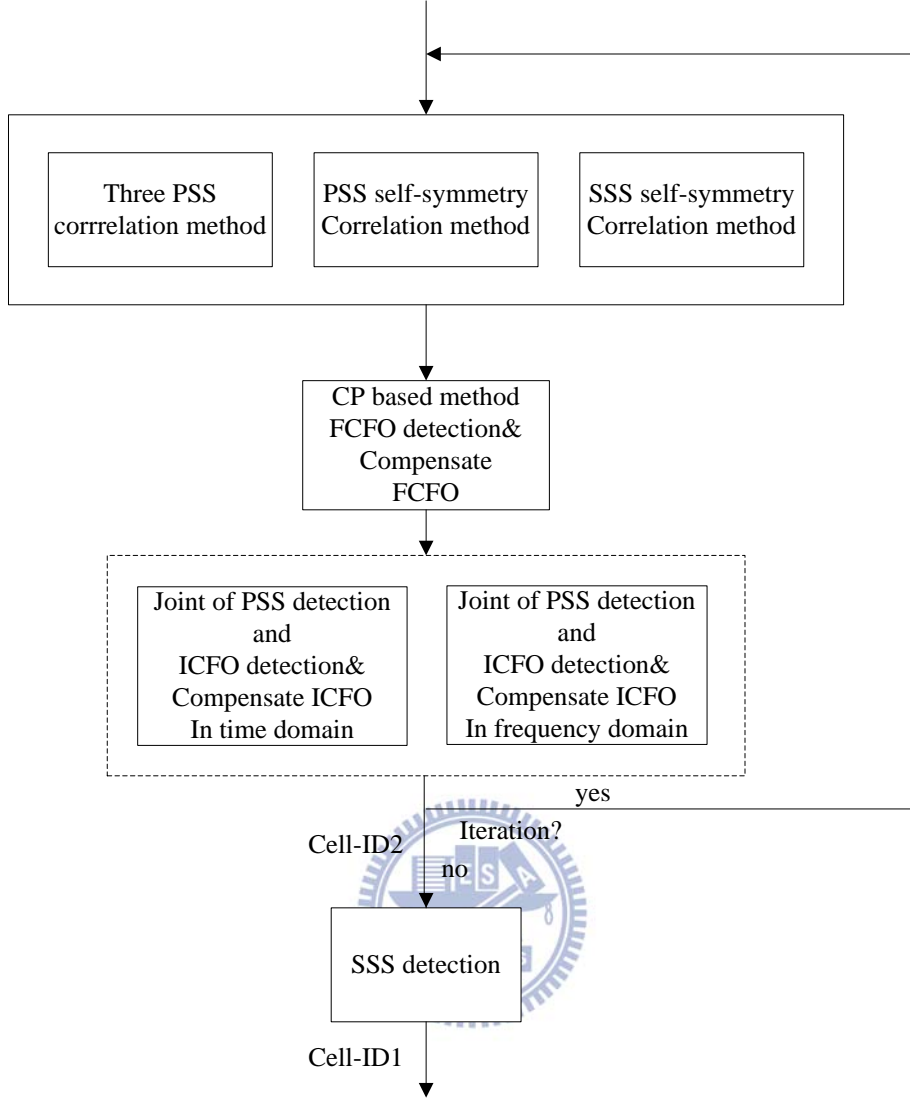 Three PSS
corrrelation method
PSS self-symmetry
Correlation method
SSS self-symmetry
Correlation method
CP based method
FCFO detection&
Compensate
FCFO
Joint of PSS detection
and
ICFO detection&
Compensate ICFO
In time domain
Joint of PSS detection
and
ICFO detection&
Compensate ICFO
In frequency domain
yes
Iteration?
Cell-ID2
no
SSS detection
Cell-ID1